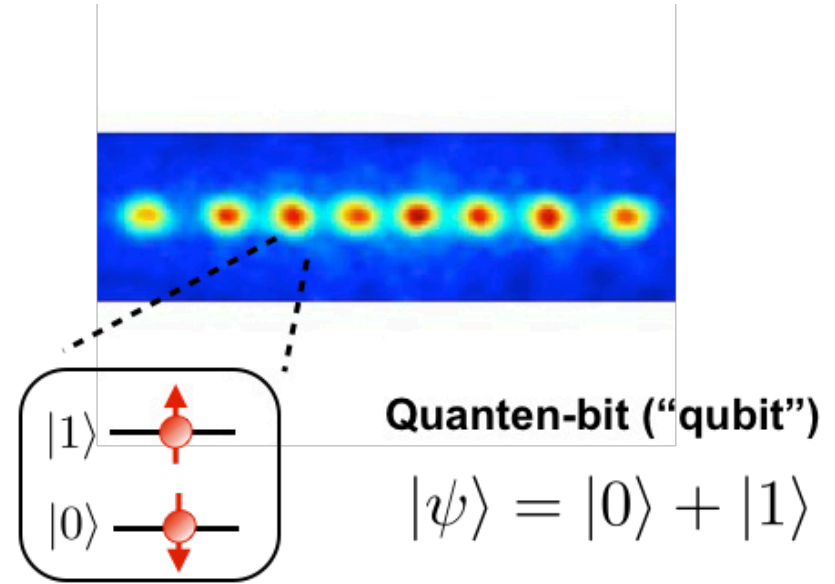 |1⟩
|0⟩
Quanten-bit (“qubit”)
|ψ⟩ = |0⟩ + |1⟩